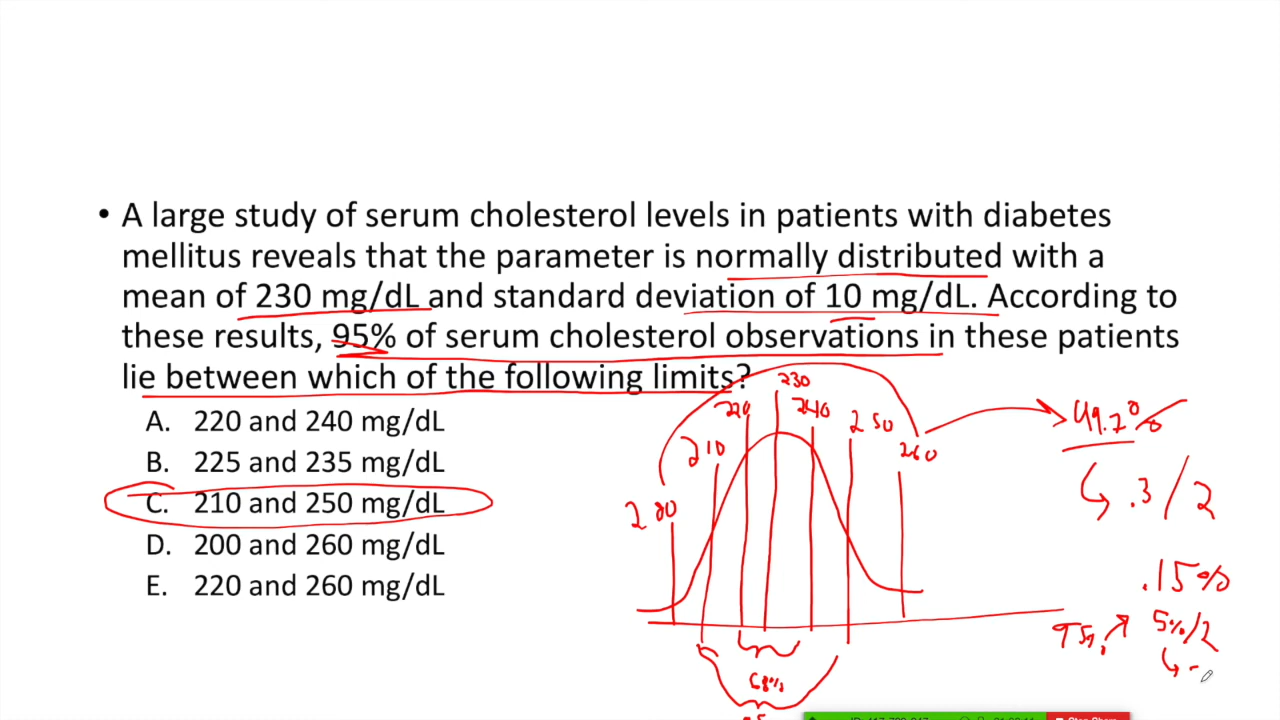 • A large study of serum cholesterol levels in patients with diabetes
mellitus reveals that the parameter is normally distributed with a
mean of 230 mg/dL and standard deviation of 10 mg/dL. According to
these results, 95% of serum cholesterol observations in these patients
lie between which of the following limits?
A. 220 and 240 mg/dL
B. 225 and 235 mg/dL
C. 210 and 250 mg/dL
D. 200 and 260 mg/dL
E. 220 and 260 mg/dL
230
220
240
250
210
260
200
99.7%
.3/2
.15%
95%
5%/2
68%
Stop Share